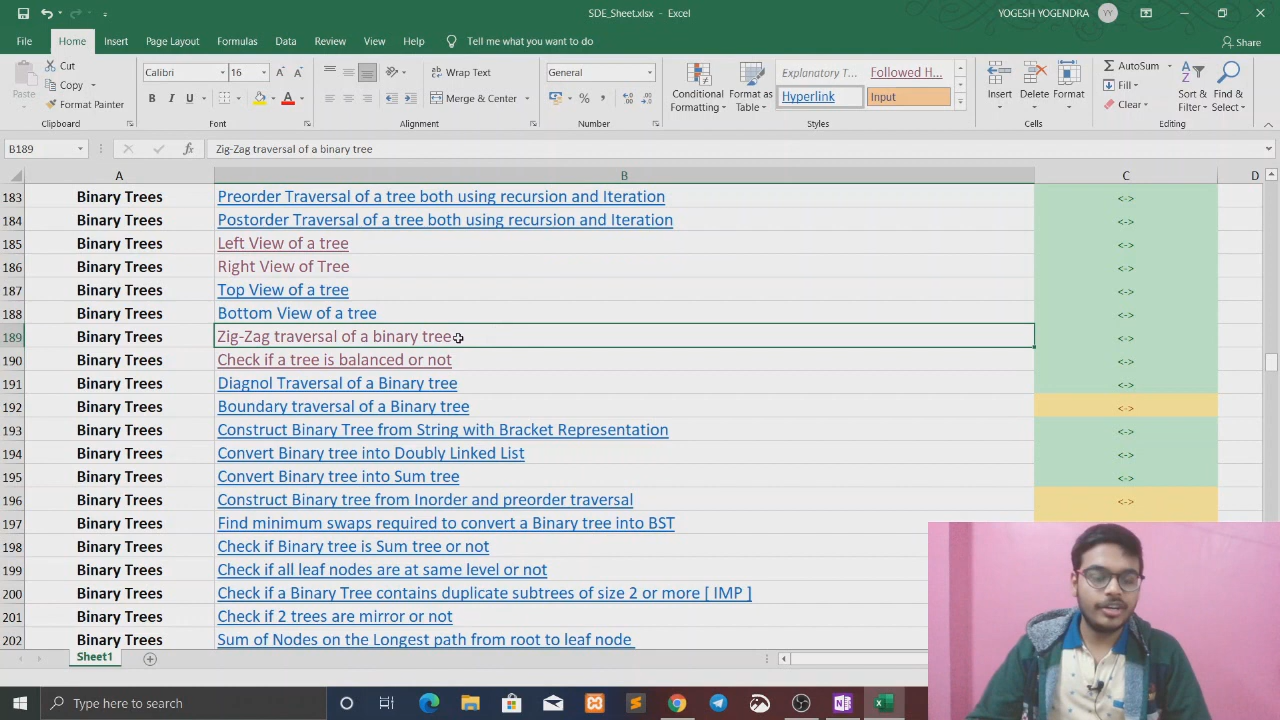 SDE_Sheet.xlsx - Excel
YOGESH YOGENDRA YY
File Home Insert Page Layout Formulas Data Review View Help Tell me what you want to do Share
Paste Cut Copy Format Painter
Calibri 16
B I U
Wrap Text
Merge & Center
General
Conditional Formatting Format as Table
Explanatory T... Followed H...
Hyperlink Input
Insert Delete Format
AutoSum Fill Clear
Sort & Filter Find & Select
Clipboard Font Alignment Number Styles Cells Editing
B189 fx Zig-Zag traversal of a binary tree
A B C D
183 Binary Trees Preorder Traversal of a tree both using recursion and Iteration <->
184 Binary Trees Postorder Traversal of a tree both using recursion and Iteration <->
185 Binary Trees Left View of a tree <->
186 Binary Trees Right View of Tree <->
187 Binary Trees Top View of a tree <->
188 Binary Trees Bottom View of a tree <->
189 Binary Trees Zig-Zag traversal of a binary tree <->
190 Binary Trees Check if a tree is balanced or not <->
191 Binary Trees Diagnol Traversal of a Binary tree <->
192 Binary Trees Boundary traversal of a Binary tree <->
193 Binary Trees Construct Binary Tree from String with Bracket Representation <->
194 Binary Trees Convert Binary tree into Doubly Linked List <->
195 Binary Trees Convert Binary tree into Sum tree <->
196 Binary Trees Construct Binary tree from Inorder and preorder traversal <->
197 Binary Trees Find minimum swaps required to convert a Binary tree into BST
198 Binary Trees Check if Binary tree is Sum tree or not
199 Binary Trees Check if all leaf nodes are at same level or not
200 Binary Trees Check if a Binary Tree contains duplicate subtrees of size 2 or more [ IMP ]
201 Binary Trees Check if 2 trees are mirror or not
202 Binary Trees Sum of Nodes on the Longest path from root to leaf node
Sheet1
Type here to search